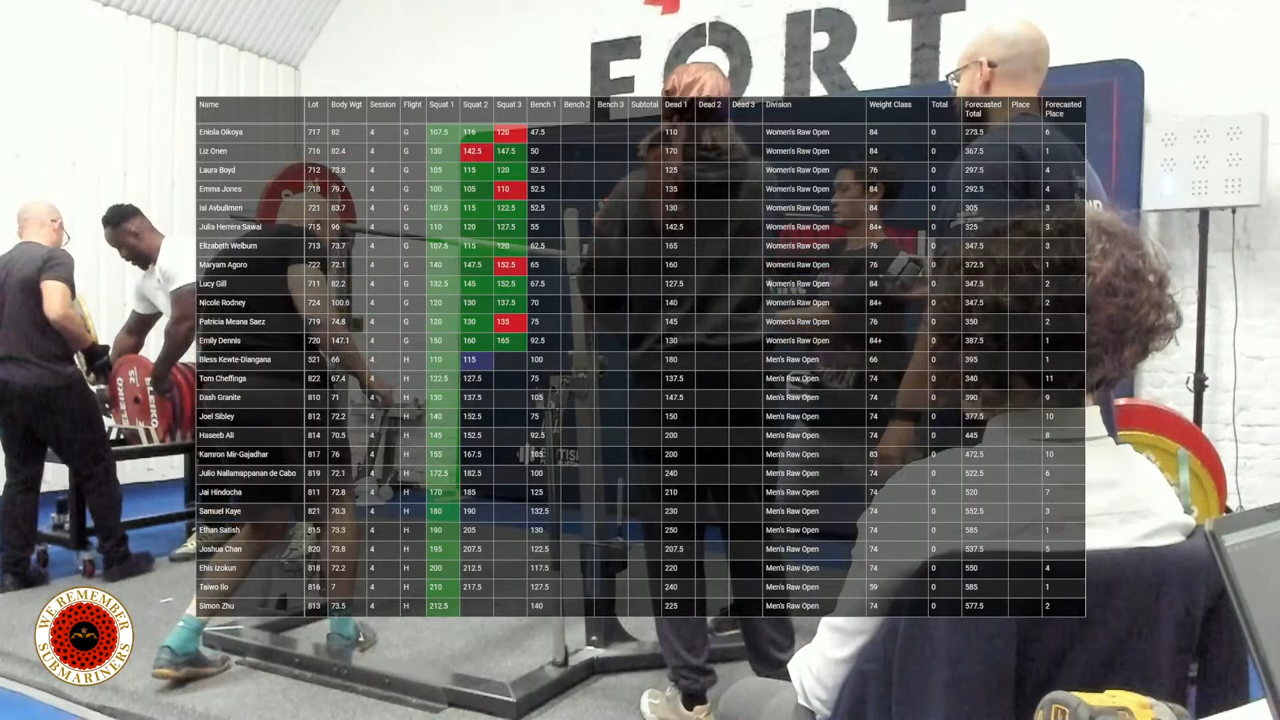 FORT
Name Lot Body Wgt Session Flight Squat 1 Squat 2 Squat 3 Bench 1 Bench 2 Bench 3 Subtotal Dead 1 Dead 2 Dead 3 Division Weight Class Total Forecasted Total Place Forecasted Place
Eniola Oikoya 717 82 4 G 107.5 116 120 47.5 110 Women's Raw Open 84 0 273.5 6
Liz Onen 716 82.4 4 G 130 142.5 147.5 50 170 Women's Raw Open 84 0 367.5 1
Laura Boyd 712 73.8 4 G 105 115 120 52.5 125 Women's Raw Open 76 0 297.5 4
Emma Jones 718 79.7 4 G 100 105 110 52.5 135 Women's Raw Open 84 0 292.5 4
Isi Avbulimen 721 83.7 4 G 107.5 115 122.5 52.5 130 Women's Raw Open 84 0 305 3
Julia Herrera Sawal 715 96 4 G 110 120 127.5 55 142.5 Women's Raw Open 84+ 0 325 3
Elizabeth Welburn 713 73.7 4 G 107.5 115 120 62.5 165 Women's Raw Open 76 0 347.5 3
Maryam Agoro 722 72.1 4 G 140 147.5 152.5 65 160 Women's Raw Open 76 0 372.5 1
Lucy Gill 711 82.2 4 G 132.5 145 152.5 67.5 127.5 Women's Raw Open 84 0 347.5 2
Nicole Rodney 724 100.6 4 G 120 130 137.5 70 140 Women's Raw Open 84+ 0 347.5 2
Patricia Meana Saez 719 74.8 4 G 120 130 135 75 145 Women's Raw Open 76 0 350 2
Emily Dennis 720 147.1 4 G 150 160 165 92.5 130 Women's Raw Open 84+ 0 387.5 1
Bless Kewte-Diangana 521 66 4 H 110 115 100 180 Men's Raw Open 66 0 395 1
Tom Cheffings 822 67.4 4 H 122.5 127.5 75 137.5 Men's Raw Open 74 0 340 11
Dash Granite 810 71 4 H 130 137.5 105 147.5 Men's Raw Open 74 0 390 9
Joel Sibley 812 72.2 4 H 140 152.5 75 150 Men's Raw Open 74 0 377.5 10
Haseeb Ali 814 70.5 4 H 145 152.5 92.5 200 Men's Raw Open 74 0 445 8
Kamron Mir-Gajadhar 817 76 4 H 155 167.5 105 200 Men's Raw Open 83 0 472.5 10
Julio Nallamappanan de Cabo 819 72.1 4 H 172.5 182.5 100 240 Men's Raw Open 74 0 522.5 6
Jai Hindocha 811 72.8 4 H 170 185 125 210 Men's Raw Open 74 0 520 7
Samuel Kaye 821 70.3 4 H 180 190 132.5 230 Men's Raw Open 74 0 552.5 3
Ethan Satish 815 73.3 4 H 190 205 130 250 Men's Raw Open 74 0 585 1
Joshua Chan 820 73.8 4 H 195 207.5 122.5 207.5 Men's Raw Open 74 0 537.5 5
Ehis Izokun 818 72.2 4 H 200 212.5 117.5 220 Men's Raw Open 74 0 550 4
Taiwo Ilo 816 7 4 H 210 217.5 127.5 240 Men's Raw Open 59 0 585 1
Simon Zhu 813 73.5 4 H 212.5 140 225 Men's Raw Open 74 0 577.5 2
ELEIKO
25
ELEIKO
WE REMEMBER
SUBMARINERS